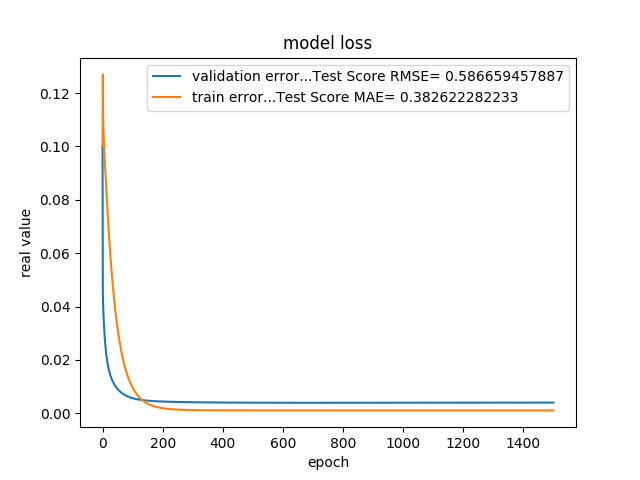 model loss
validation error...Test Score RMSE= 0.586659457887
train error...Test Score MAE= 0.382622282233
real value
0.12
0.10
0.08
0.06
0.04
0.02
0.00
0 200 400 600 800 1000 1200 1400
epoch